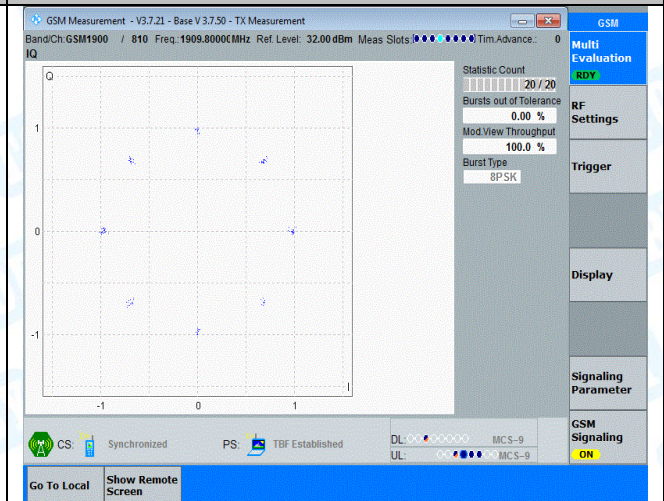 GSM Measurement - V3.7.21 - Base V 3.7.50 - TX Measurement
GSM
Band/Ch:GSM1900 / 810 Freq.:1909.80000MHz Ref. Level: 32.00 dBm Meas Slots: Tim.Advance.: 0
IQ
Multi
Evaluation
RDY
Q
Statistic Count
20 / 20
Bursts out of Tolerance
0.00 %
Mod.View Throughput
100.0 %
Burst Type
8PSK
RF
Settings
Trigger
1
0
-1
I
-1 0 1
Display
Signaling
Parameter
GSM
Signaling
ON
CS: Synchronized PS: TBF Established
DL: MCS-9
UL: MCS-9
Go To Local
Show Remote
Screen